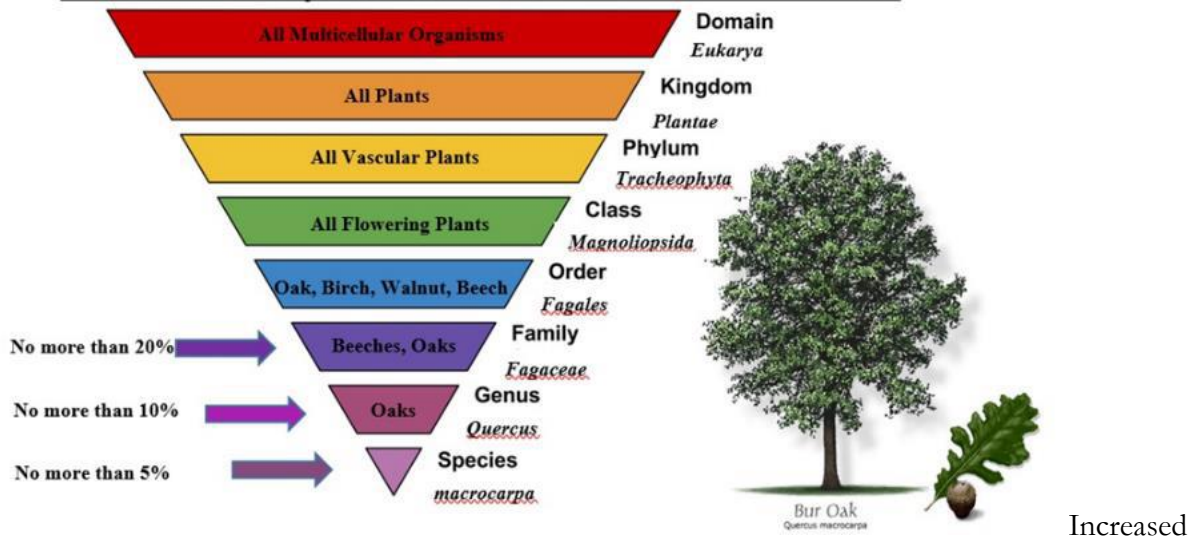 All Multicellular Organisms
Domain
Eukarya
All Plants
Kingdom
Plantae
All Vascular Plants
Phylum
Tracheophyta
All Flowering Plants
Class
Magnoliopsida
Oak, Birch, Walnut, Beech
Order
Fagales
No more than 20%
Beeches, Oaks
Family
Fagaceae
No more than 10%
Oaks
Genus
Quercus
No more than 5%
Species
macrocarpa
Bur Oak
Quercus macrocarpa
Increased